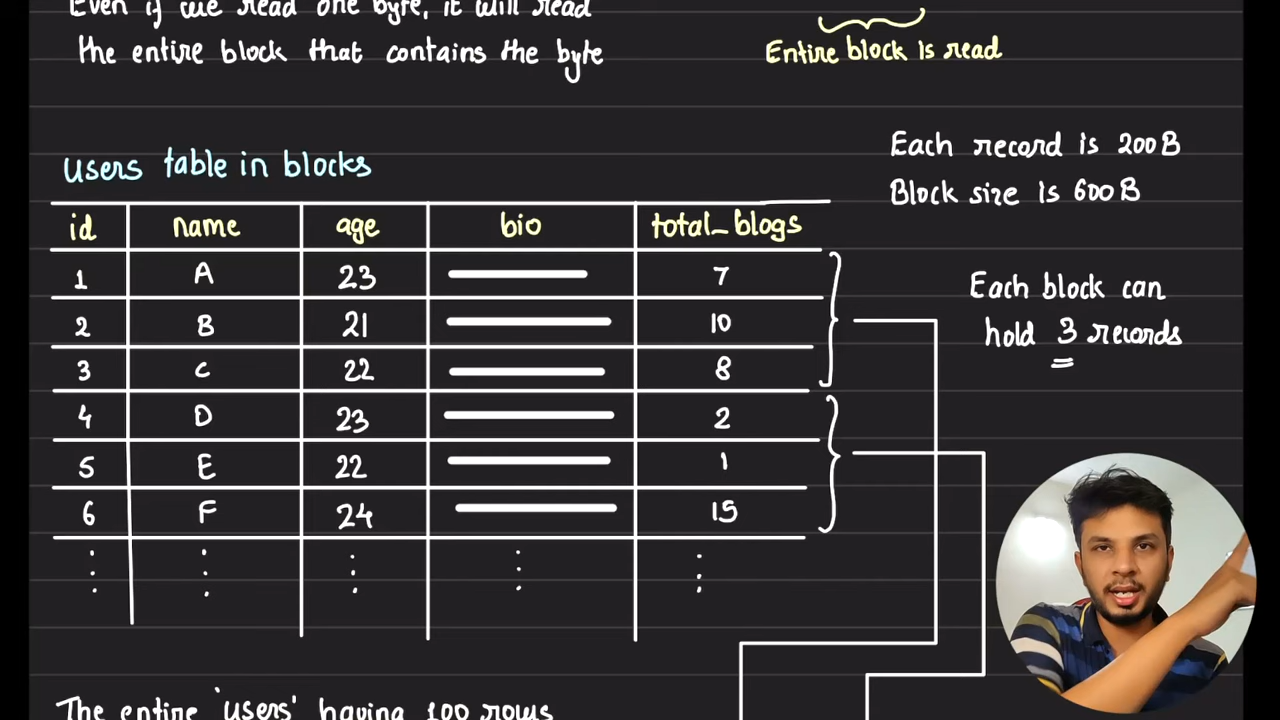 Even if we read one byte, it will read
the entire block that contains the byte
Entire block is read
users table in blocks
Each record is 200B
Block size is 600B
id name age bio total_blogs
1 A 23 7
2 B 21 10
3 C 22 8
4 D 23 2
5 E 22 1
6 F 24 15
Each block can
hold 3 records
The entire 'users' having 100 rows